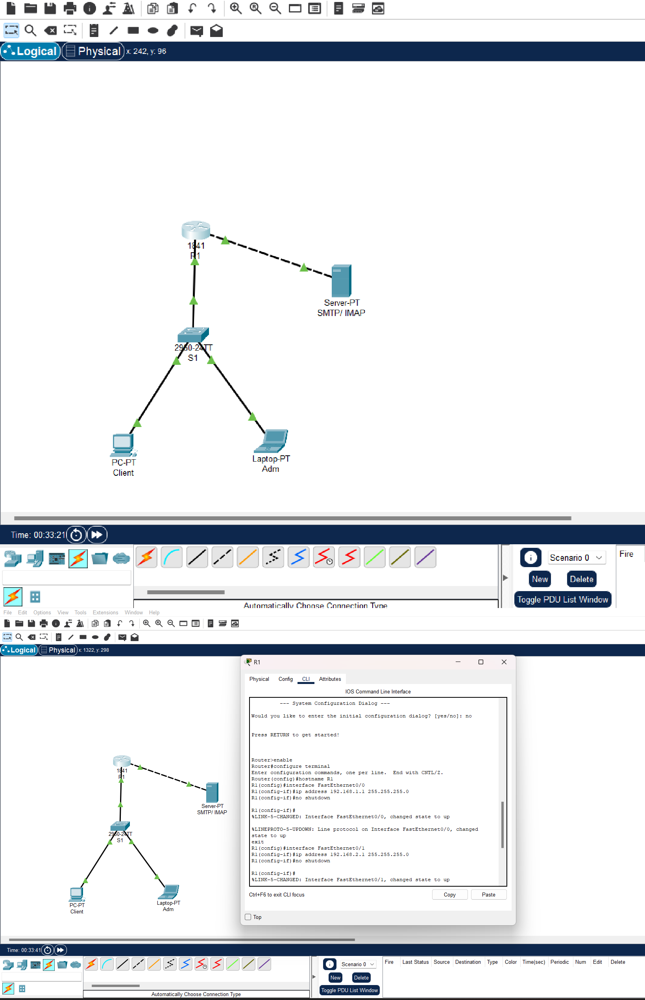 Logical Physical x: 242, y: 96
1841
R1
Server-PT
SMTP/ IMAP
2950-24TT
S1
PC-PT
Client
Laptop-PT
Adm
Time: 00:33:21
Scenario 0
Fire
New Delete
Toggle PDU List Window
Automatically Choose Connection Type
File Edit Options View Tools Extensions Window Help
Logical Physical x: 1322, y: 298
1841
R1
Server-PT
SMTP/ IMAP
2950-24TT
S1
PC-PT
Client
Laptop-PT
Adm
R1
Physical Config CLI Attributes
IOS Command Line Interface
--- System Configuration Dialog ---
Would you like to enter the initial configuration dialog? [yes/no]: no
Press RETURN to get started!
Router>enable
Router#configure terminal
Enter configuration commands, one per line.  End with CNTL/Z.
Router(config)#hostname R1
R1(config)#interface FastEthernet0/0
R1(config-if)#ip address 192.168.1.1 255.255.255.0
R1(config-if)#no shutdown
R1(config-if)#
%LINK-5-CHANGED: Interface FastEthernet0/0, changed state to up
%LINEPROTO-5-UPDOWN: Line protocol on Interface FastEthernet0/0, changed
state to up
exit
R1(config)#interface FastEthernet0/1
R1(config-if)#ip address 192.168.2.1 255.255.255.0
R1(config-if)#no shutdown
R1(config-if)#
%LINK-5-CHANGED: Interface FastEthernet0/1, changed state to up
Ctrl+F6 to exit CLI focus
Copy Paste
Top
Time: 00:33:41
Scenario 0
Fire Last Status Source Destination Type Color Time(sec) Periodic Num Edit Delete
New Delete
Toggle PDU List Window
Automatically Choose Connection Type